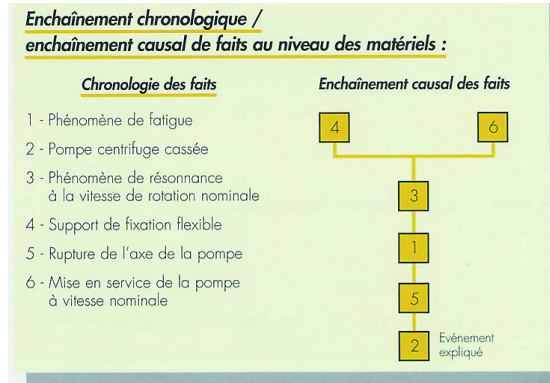 Enchaînement chronologique /
enchaînement causal de faits au niveau des matériels :
Chronologie des faits
1 - Phénomène de fatigue
2 - Pompe centrifuge cassée
3 - Phénomène de résonnance
à la vitesse de rotation nominale
4 - Support de fixation flexible
5 - Rupture de l'axe de la pompe
6 - Mise en service de la pompe
à vitesse nominale
Enchaînement causal des faits
4
6
3
1
5
2
Evénement
expliqué